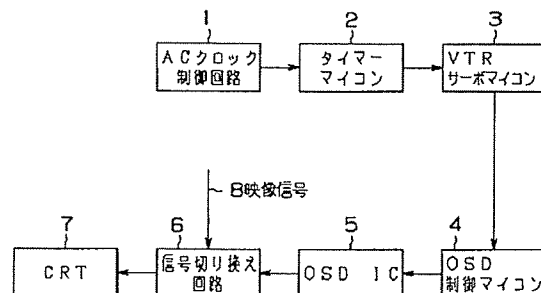 1
ACクロック
制御回路
2
タイマー
マイコン
3
VTR
サーボマイコン
8映像信号
7
CRT
6
信号切り換え
回路
5
OSD IC
4
OSD
制御マイコン